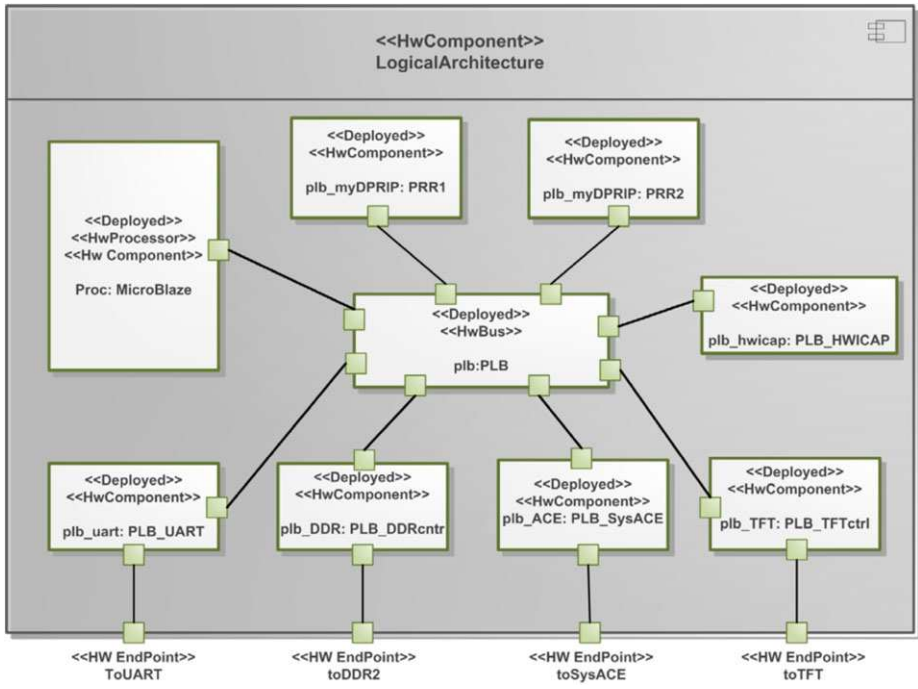 <<HwComponent>>
LogicalArchitecture
<<Deployed>>
<<HwComponent>>
plb_myDPRIP: PRR1
<<Deployed>>
<<HwComponent>>
plb_myDPRIP: PRR2
<<Deployed>>
<<HwProcessor>>
<<Hw Component>>
Proc: MicroBlaze
<<Deployed>>
<<HwBus>>
plb:PLB
<<Deployed>>
<<HwComponent>>
plb_hwicap: PLB_HWICAP
<<Deployed>>
<<HwComponent>>
plb_uart: PLB_UART
<<Deployed>>
<<HwComponent>>
plb_DDR: PLB_DDRcntr
<<Deployed>>
<<HwComponent>>
plb_ACE: PLB_SysACE
<<Deployed>>
<<HwComponent>>
plb_TFT: PLB_TFTctrl
<<HW EndPoint>>
ToUART
<<HW EndPoint>>
toDDR2
<<HW EndPoint>>
toSysACE
<<HW EndPoint>>
toTFT